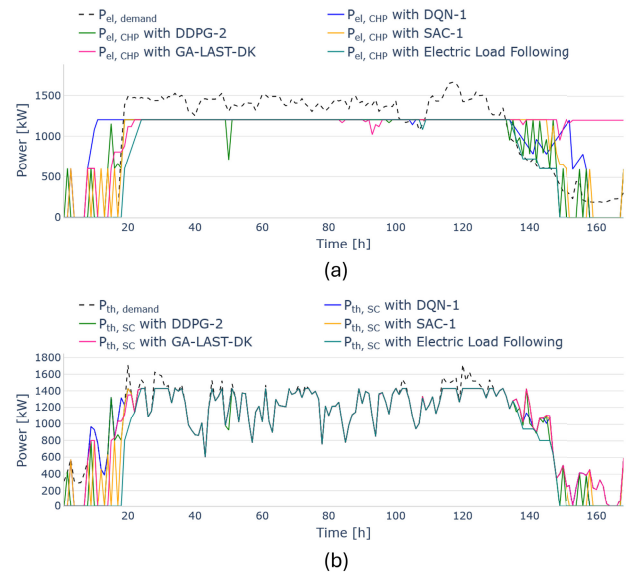 P_el, demand
P_el, CHP with DQN-1
P_el, CHP with DDPG-2
P_el, CHP with SAC-1
P_el, CHP with GA-LAST-DK
P_el, CHP with Electric Load Following
Power [kW]
1500
1000
500
0
20
40
60
80
100
120
140
160
Time [h]
(a)
P_th, demand
P_th, SC with DQN-1
P_th, SC with DDPG-2
P_th, SC with SAC-1
P_th, SC with GA-LAST-DK
P_th, SC with Electric Load Following
Power [kW]
1800
1600
1400
1200
1000
800
600
400
200
0
20
40
60
80
100
120
140
160
Time [h]
(b)